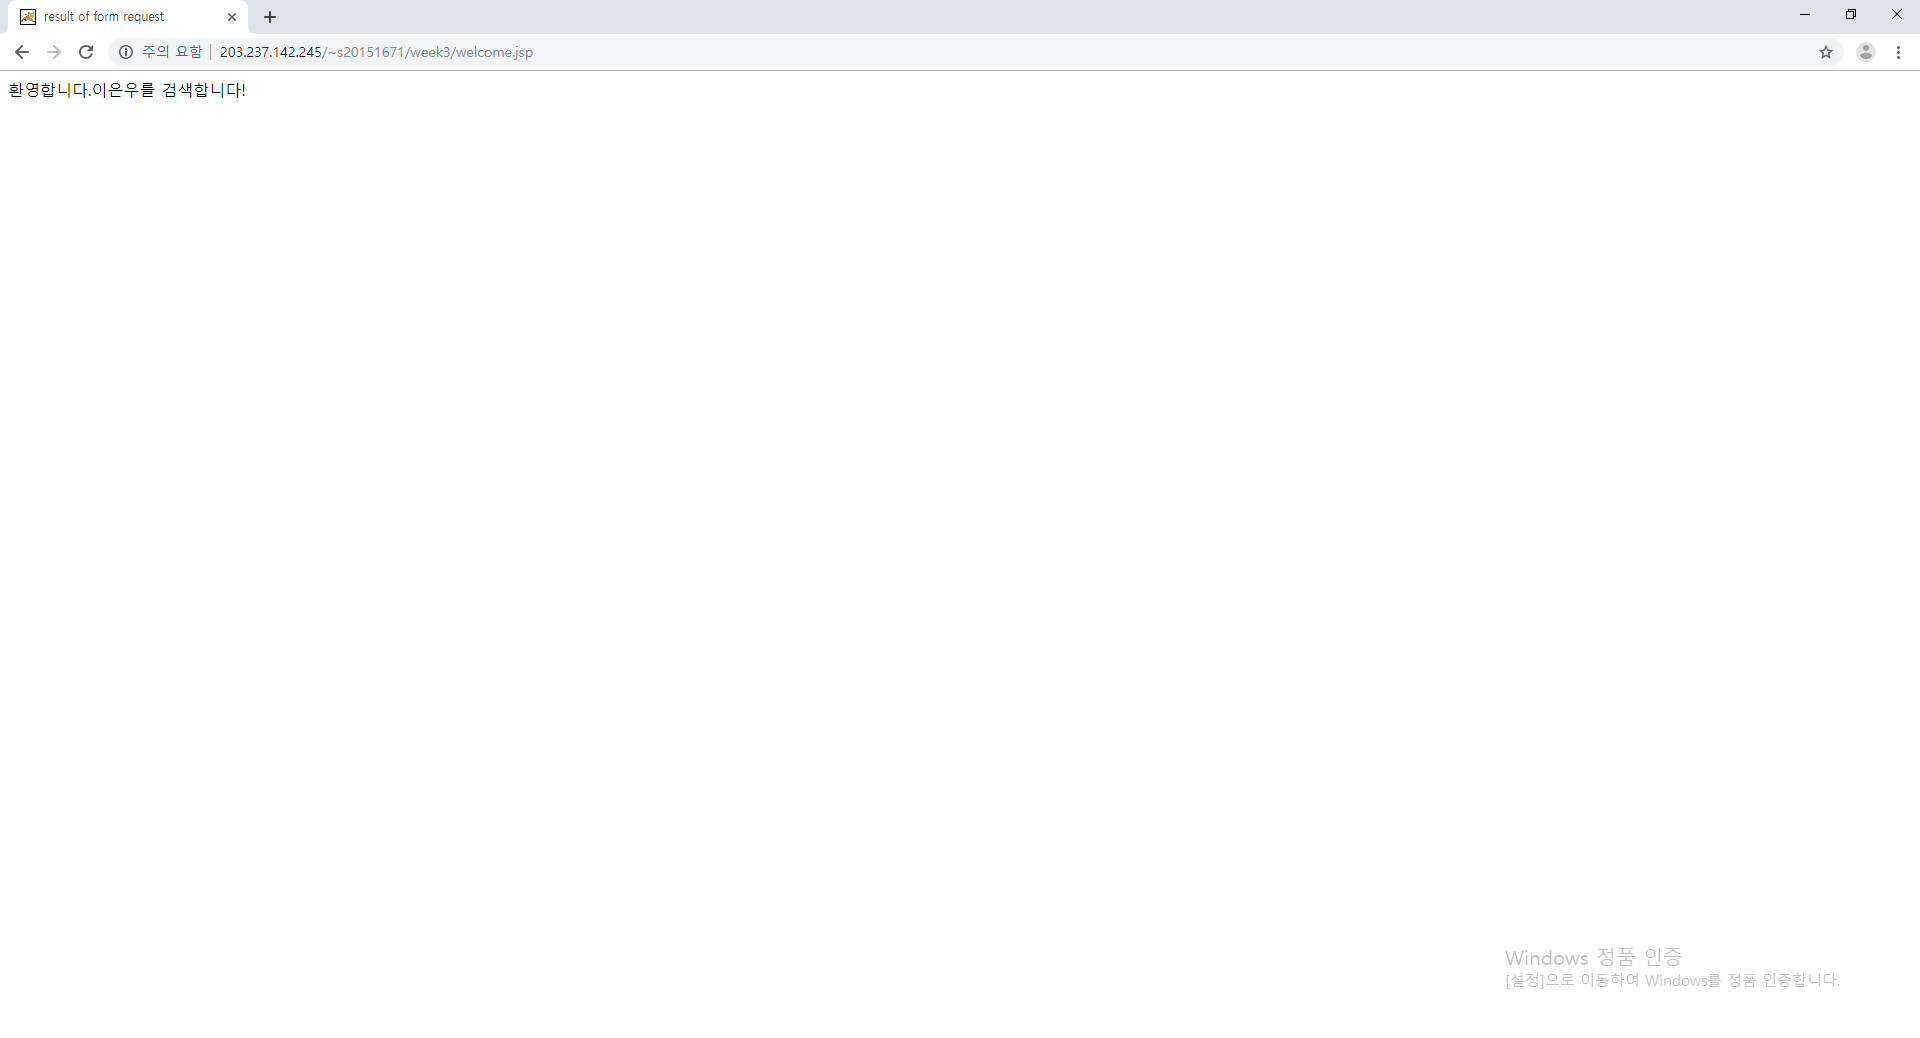 result of form request
주의 요함 203.237.142.245/~s20151671/week3/welcome.jsp
환영합니다.이은우를 검색합니다!
Windows 정품 인증
[설정]으로 이동하여 Windows를 정품 인증합니다.